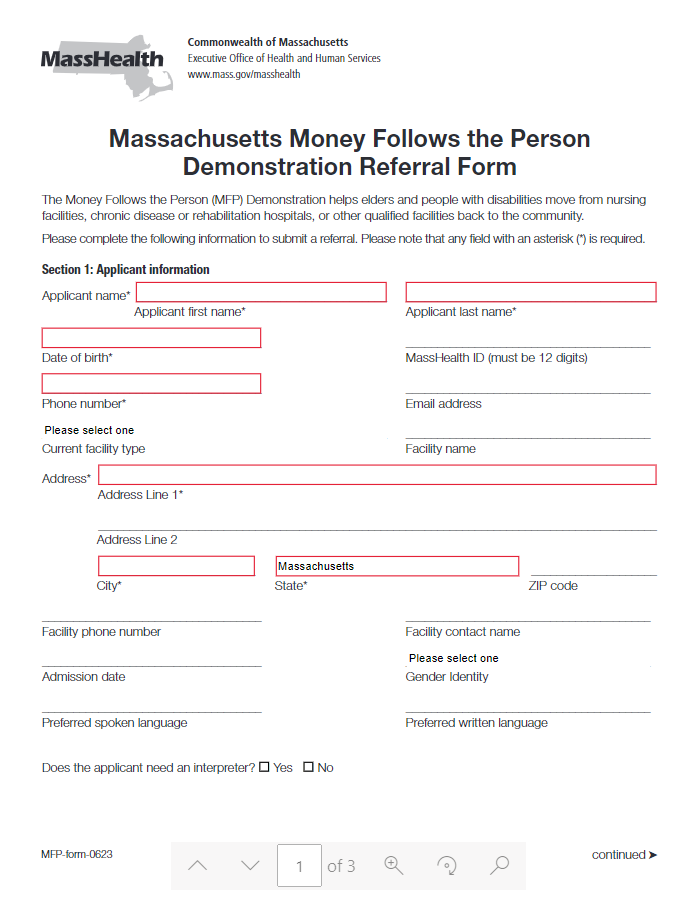 MassHealth
Commonwealth of Massachusetts
Executive Office of Health and Human Services
www.mass.gov/masshealth
Massachusetts Money Follows the Person
Demonstration Referral Form
The Money Follows the Person (MFP) Demonstration helps elders and people with disabilities move from nursing
facilities, chronic disease or rehabilitation hospitals, or other qualified facilities back to the community.
Please complete the following information to submit a referral. Please note that any field with an asterisk (*) is required.
Section 1: Applicant information
Applicant name*
Applicant first name* Applicant last name*
Date of birth* MassHealth ID (must be 12 digits)
Phone number* Email address
Please select one
Current facility type Facility name
Address*
Address Line 1*
Address Line 2
Massachusetts
City* State* ZIP code
Facility phone number Facility contact name
Please select one
Admission date Gender Identity
Preferred spoken language Preferred written language
Does the applicant need an interpreter? Yes No
MFP-form-0623 continued ➤
1 of 3